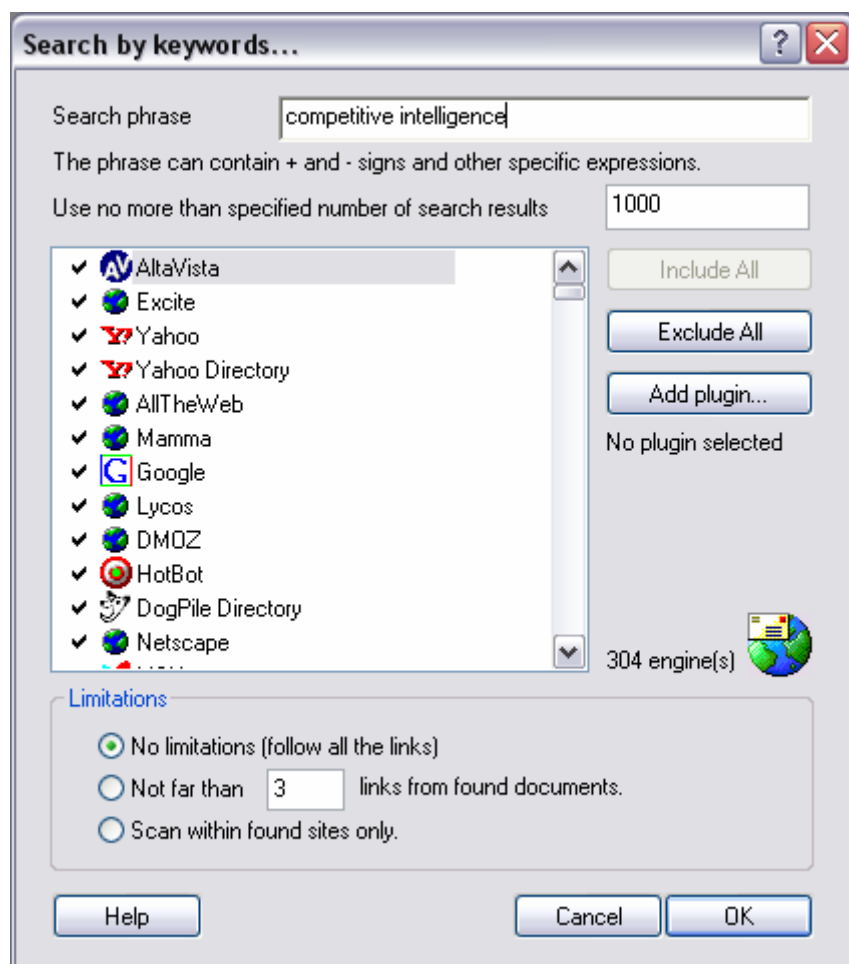 Search by keywords...
Search phrase competitive intelligence
The phrase can contain + and - signs and other specific expressions.
Use no more than specified number of search results 1000
AltaVista
Excite
Yahoo
Yahoo Directory
AllTheWeb
Mamma
Google
Lycos
DMOZ
HotBot
DogPile Directory
Netscape
Include All
Exclude All
Add plugin...
No plugin selected
304 engine(s)
Limitations
No limitations (follow all the links)
Not far than 3 links from found documents.
Scan within found sites only.
Help Cancel OK